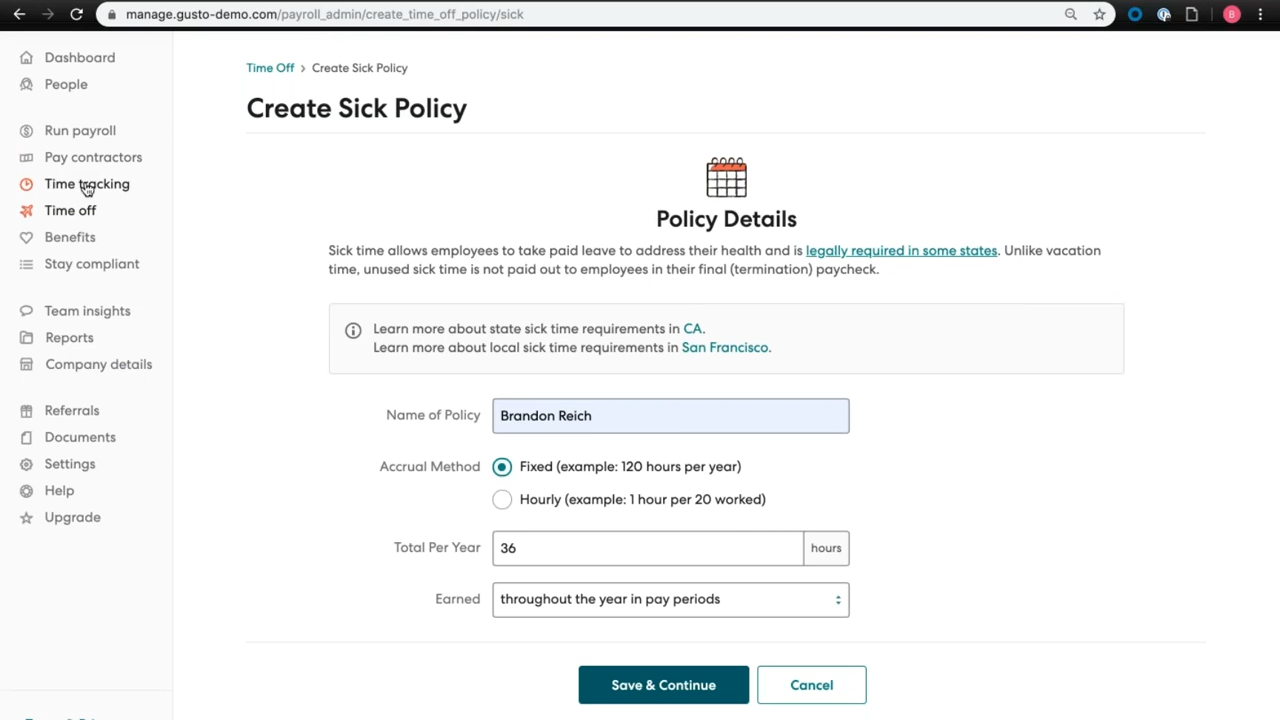 manage.gusto-demo.com/payroll_admin/create_time_off_policy/sick
B
Dashboard
People
Run payroll
Pay contractors
Time tracking
Time off
Benefits
Stay compliant
Team insights
Reports
Company details
Referrals
Documents
Settings
Help
Upgrade
Time Off > Create Sick Policy
Create Sick Policy
Policy Details
Sick time allows employees to take paid leave to address their health and is legally required in some states. Unlike vacation
time, unused sick time is not paid out to employees in their final (termination) paycheck.
Learn more about state sick time requirements in CA.
Learn more about local sick time requirements in San Francisco.
Name of Policy Brandon Reich
Accrual Method Fixed (example: 120 hours per year)
Hourly (example: 1 hour per 20 worked)
Total Per Year 36 hours
Earned throughout the year in pay periods
Save & Continue Cancel